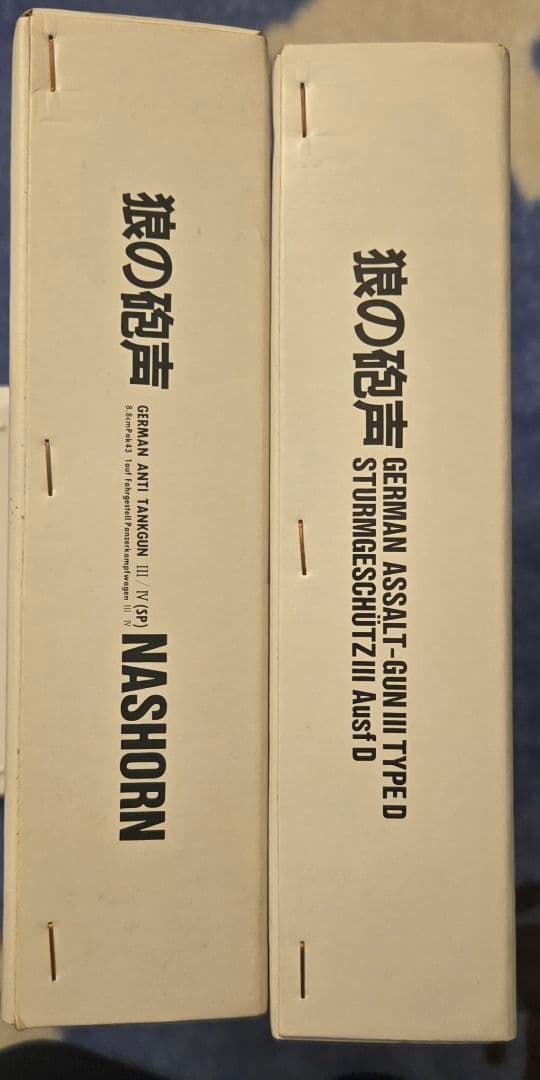 狼の砲声
GERMAN ANTI TANKGUN III/IV (SP)
8.8cmPak43 1auf Fahrgestell Panzerkampfwagen III IV
NASHORN
狼の砲声
GERMAN ASSALT-GUN III TYPE D
STURMGESCHÜTZ III Ausf D